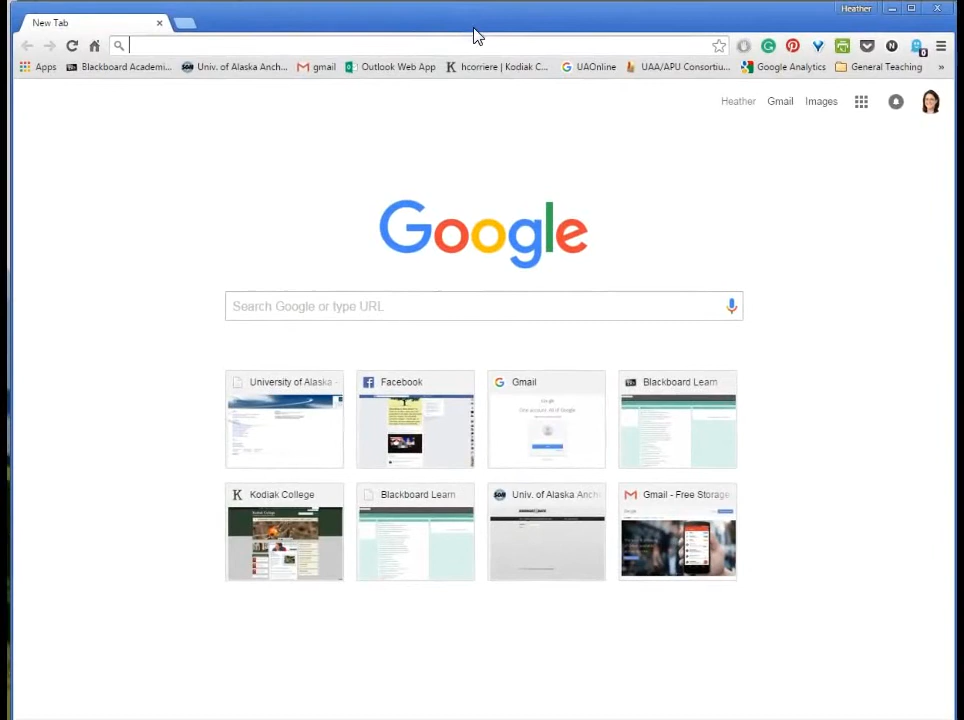 Heather
New Tab
Apps Blackboard Academi... Univ. of Alaska Anch... gmail Outlook Web App hcorriere | Kodiak C... UAOnline UAA/APU Consortiu... Google Analytics General Teaching »
Heather Gmail Images
Google
Search Google or type URL
University of Alaska - Facebook Gmail Blackboard Learn
Kodiak College Blackboard Learn Univ. of Alaska Anch Gmail - Free Storage